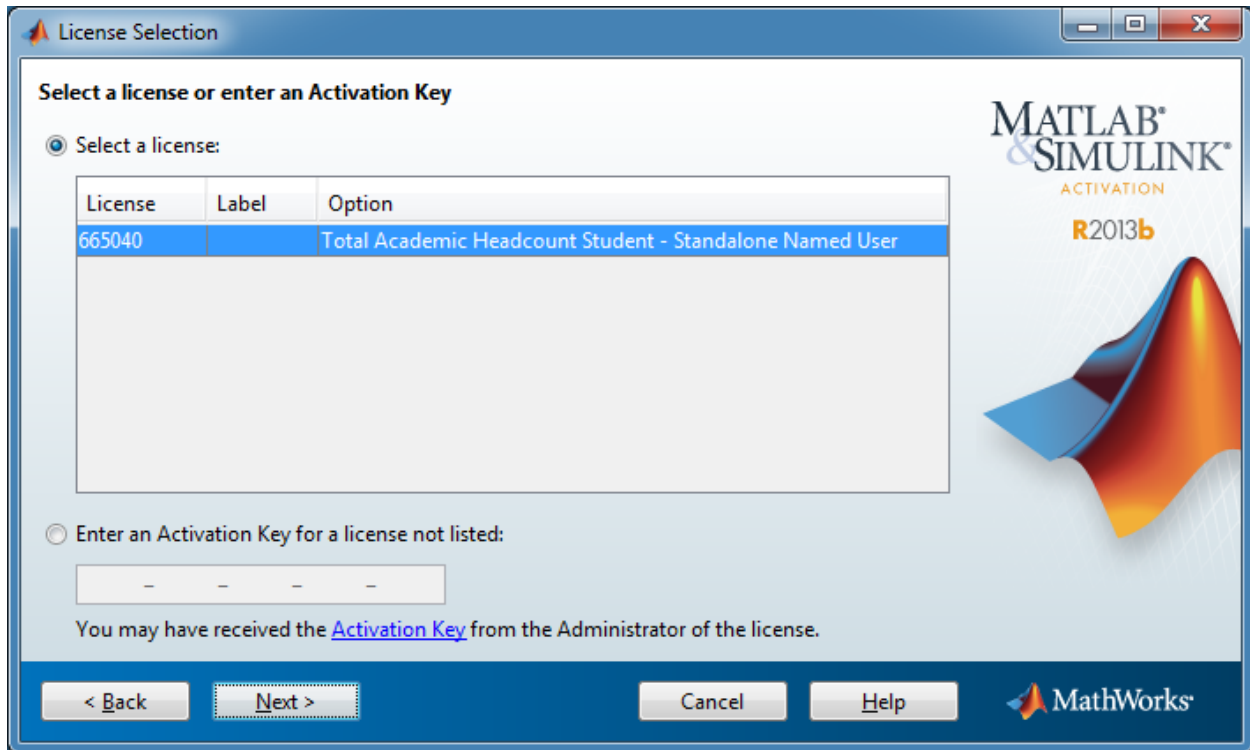 License Selection
Select a license or enter an Activation Key
Select a license:
License Label Option
665040 Total Academic Headcount Student - Standalone Named User
Enter an Activation Key for a license not listed:
- - - -
You may have received the Activation Key from the Administrator of the license.
MATLAB®
&SIMULINK®
ACTIVATION
R2013b
< Back Next > Cancel Help MathWorks®